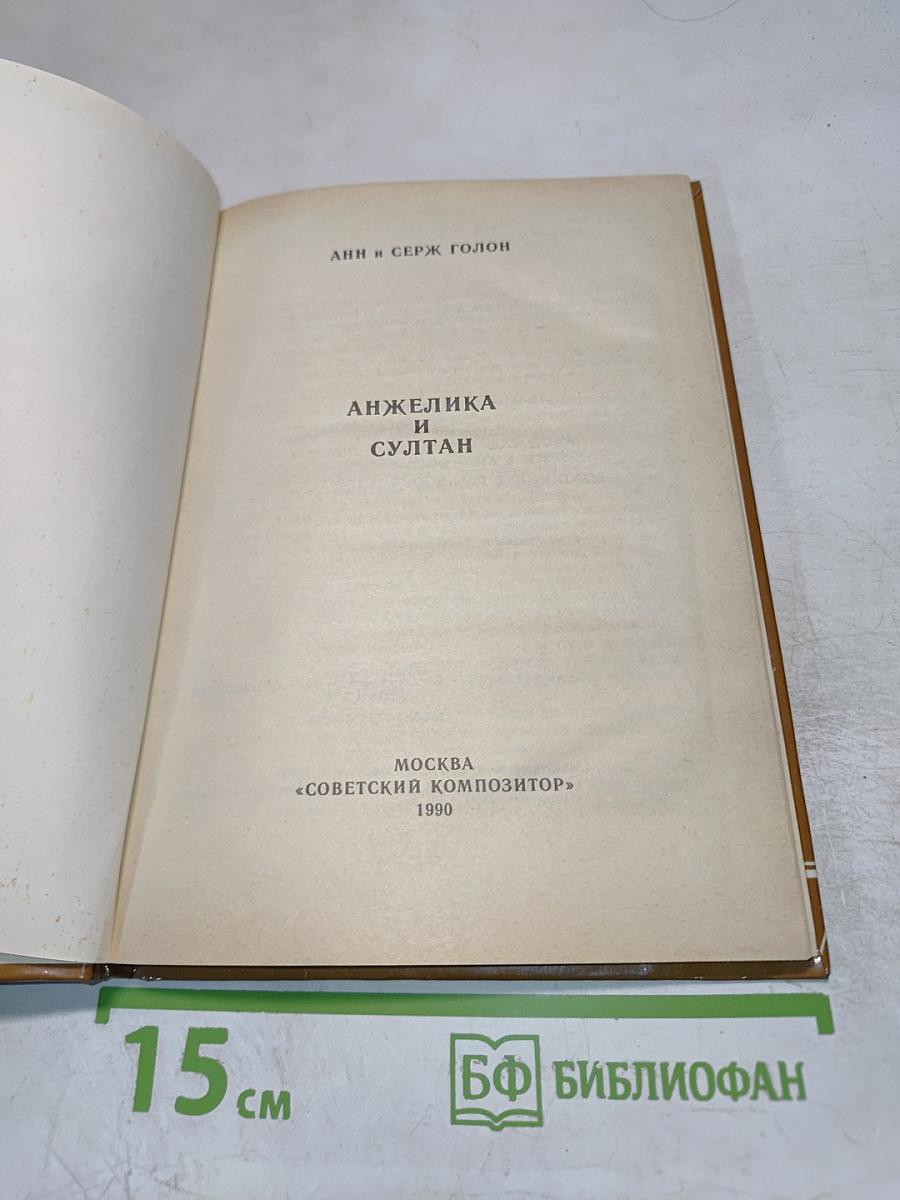 АНН и СЕРЖ ГОЛОН
АНЖЕЛИКА
И
СУЛТАН
МОСКВА
«СОВЕТСКИЙ КОМПОЗИТОР»
1990
15 см
БФ БИБЛИОФАН